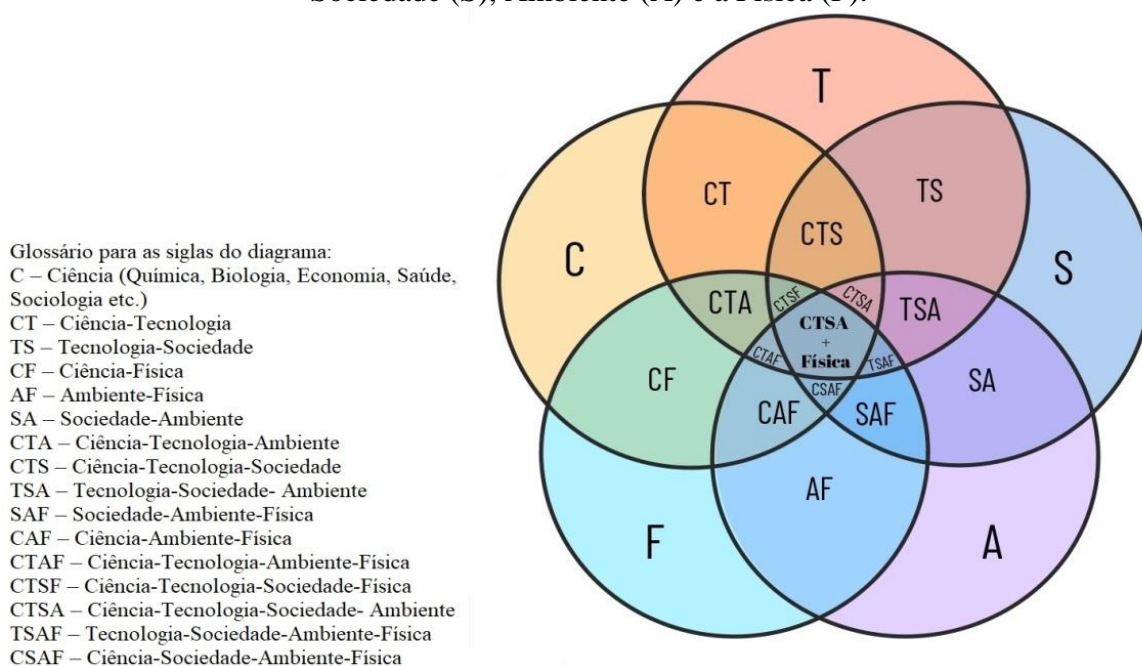 Sociedade (S), Ambiente (A) e a Física (F).
Glossário para as siglas do diagrama:
C – Ciência (Química, Biologia, Economia, Saúde,
Sociologia etc.)
CT – Ciência-Tecnologia
TS – Tecnologia-Sociedade
CF – Ciência-Física
AF – Ambiente-Física
SA – Sociedade-Ambiente
CTA – Ciência-Tecnologia-Ambiente
CTS – Ciência-Tecnologia-Sociedade
TSA – Tecnologia-Sociedade- Ambiente
SAF – Sociedade-Ambiente-Física
CAF – Ciência-Ambiente-Física
CTAF – Ciência-Tecnologia-Ambiente-Física
CTSF – Ciência-Tecnologia-Sociedade-Física
CTSA – Ciência-Tecnologia-Sociedade- Ambiente
TSAF – Tecnologia-Sociedade-Ambiente-Física
CSAF – Ciência-Sociedade-Ambiente-Física
T
CT
TS
CTS
C
S
CTA
CTSF
CTSA
TSA
CTSA
+
Física
CTAF
TSAF
CF
CSAF
SA
CAF
SAF
AF
F
A